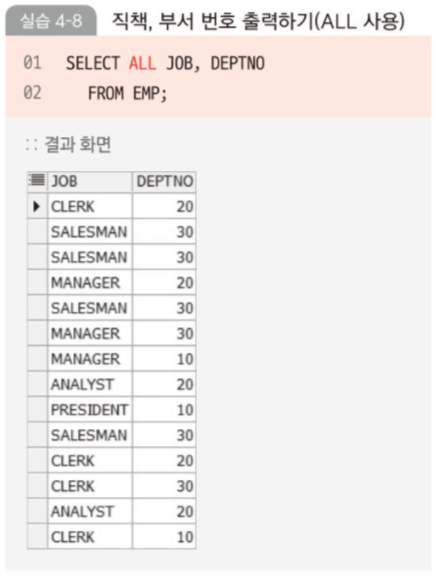 실습 4-8 직책, 부서 번호 출력하기(ALL 사용)
01 SELECT ALL JOB, DEPTNO
02 FROM EMP;
:: 결과 화면
JOB DEPTNO
CLERK 20
SALESMAN 30
SALESMAN 30
MANAGER 20
SALESMAN 30
MANAGER 30
MANAGER 10
ANALYST 20
PRESIDENT 10
SALESMAN 30
CLERK 20
CLERK 30
ANALYST 20
CLERK 10